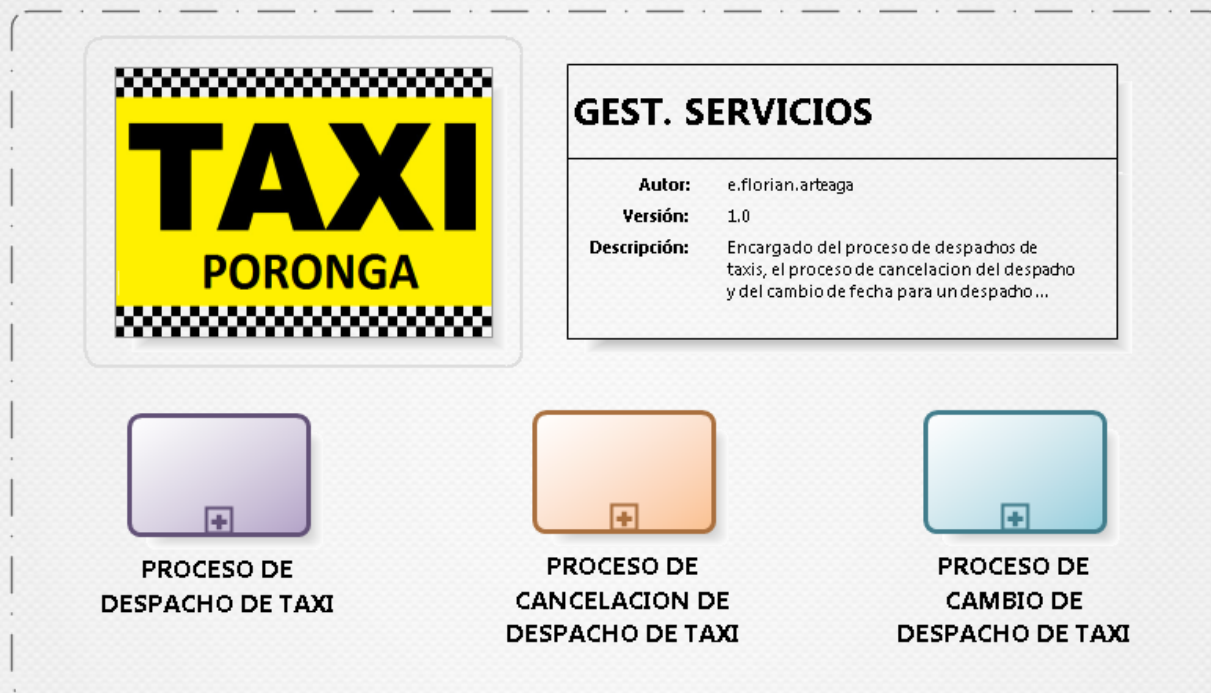 TAXI
PORONGA
GEST. SERVICIOS
Autor: e.florian.arteaga
Versión: 1.0
Descripción: Encargado del proceso de despachos de
taxis, el proceso de cancelacion del despacho
y del cambio de fecha para un despacho...
PROCESO DE
DESPACHO DE TAXI
PROCESO DE
CANCELACION DE
DESPACHO DE TAXI
PROCESO DE
CAMBIO DE
DESPACHO DE TAXI